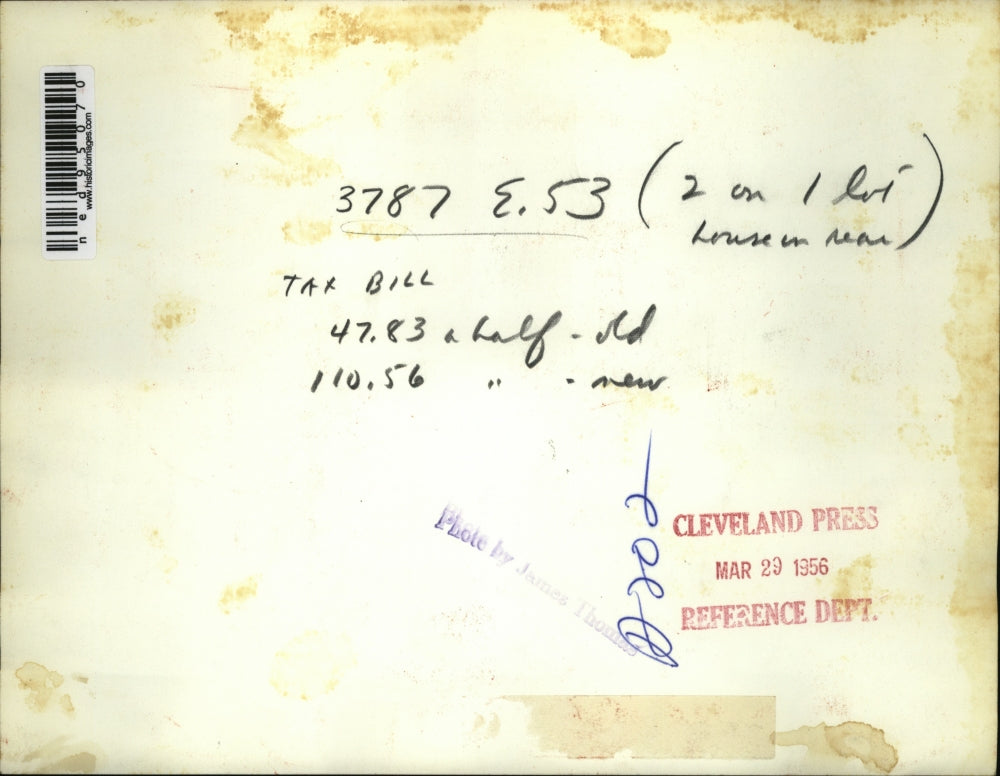 3787 E. 53 (2 on 1 lot
house in rear)
TAX BILL
47.83 a half - old
110.56 " - new
Photo by James Thomas
CLEVELAND PRESS
MAR 29 1956
REFERENCE DEPT.
ned95070
www.historicimages.com